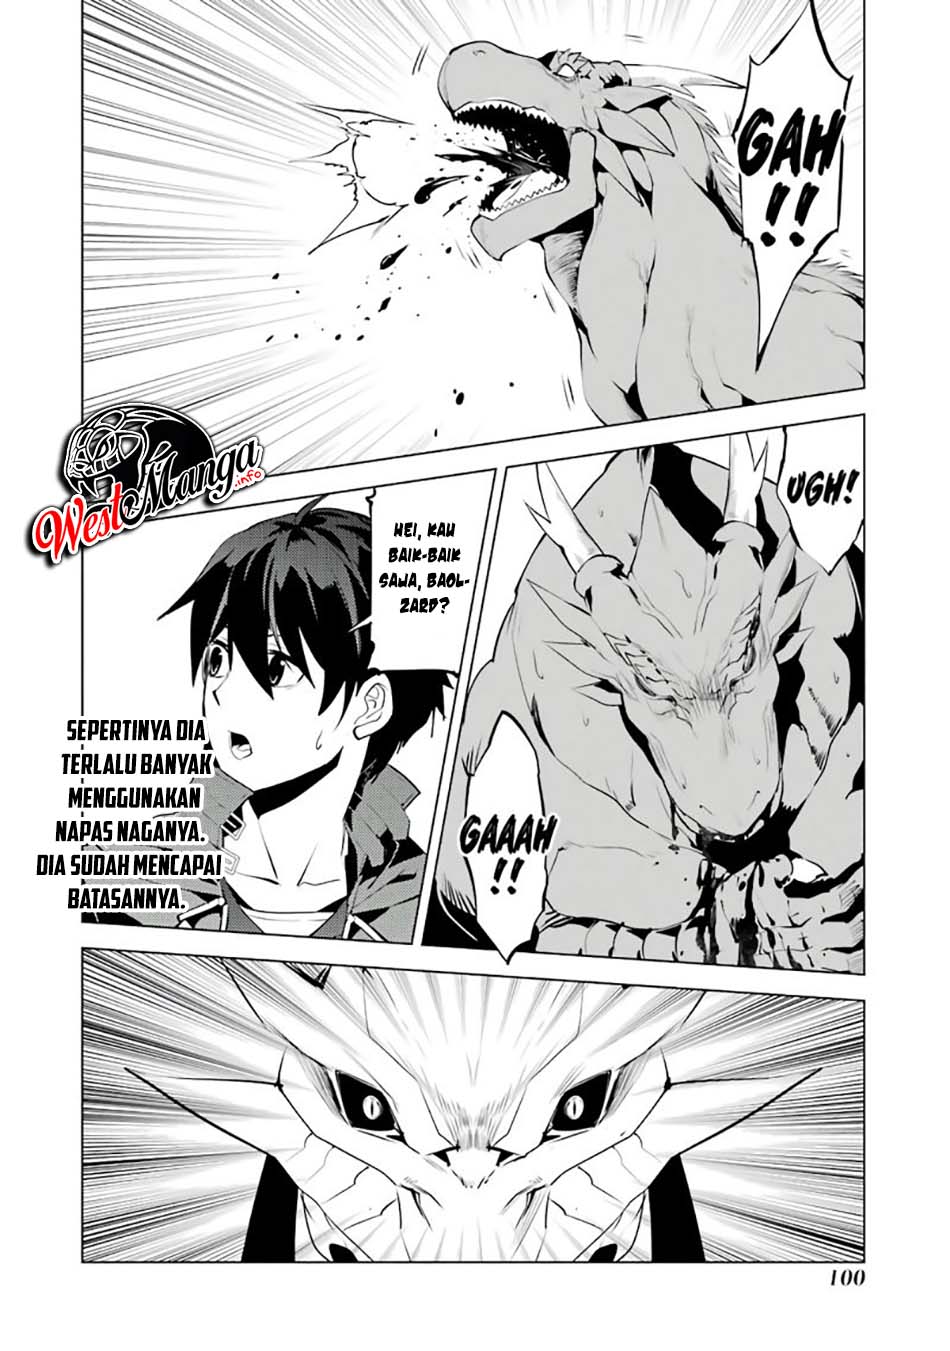 GAH
!!
UGH!
HEI, KAU
BAIK-BAIK
SAJA, BAOL-
ZARD?
WestManga
.info
SEPERTINYA DIA
TERLALU BANYAK
MENGGUNAKAN
NAPAS NAGANYA.
DIA SUDAH MENCAPAI
BATASANNYA.
GAAAH
!!
100